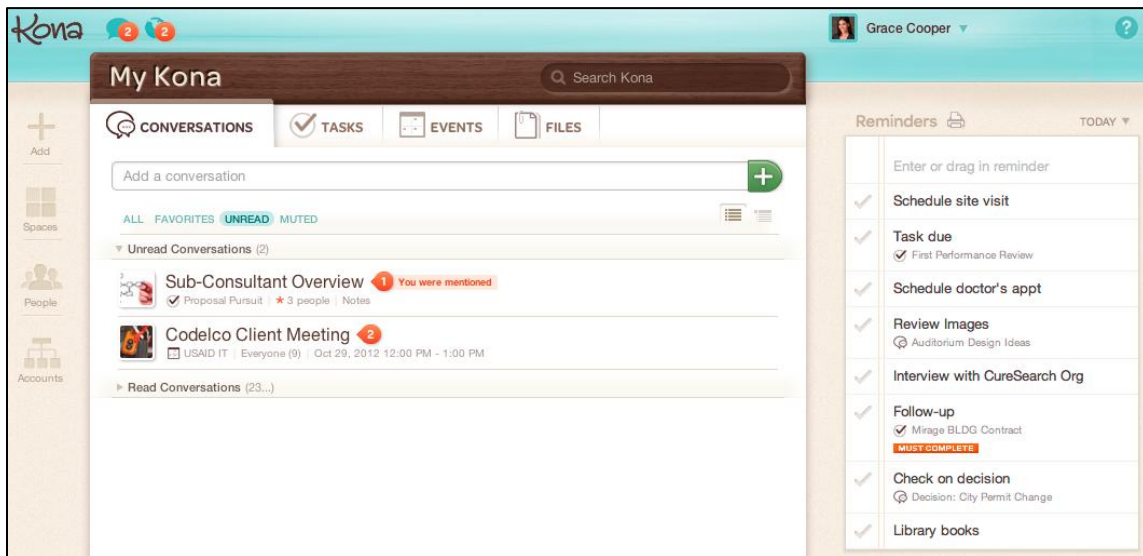 Kona
2
2
Grace Cooper
?
My Kona
Search Kona
Add
Spaces
People
Accounts
CONVERSATIONS
TASKS
EVENTS
FILES
Add a conversation
ALL FAVORITES UNREAD MUTED
Unread Conversations (2)
Sub-Consultant Overview 1 You were mentioned
Proposal Pursuit | 3 people | Notes
Codelco Client Meeting 2
USAID IT | Everyone (9) | Oct 29, 2012 12:00 PM - 1:00 PM
Read Conversations (23...)
Reminders TODAY
Enter or drag in reminder
Schedule site visit
Task due
First Performance Review
Schedule doctor's appt
Review Images
Auditorium Design Ideas
Interview with CureSearch Org
Follow-up
Mirage BLDG Contract
MUST COMPLETE
Check on decision
Decision: City Permit Change
Library books